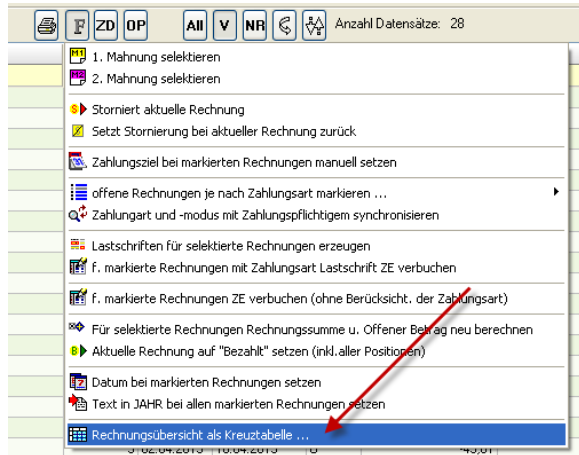 F ZD OP All V NR Anzahl Datensätze: 28
M1 1. Mahnung selektieren
M2 2. Mahnung selektieren
S Storniert aktuelle Rechnung
Setzt Stornierung bei aktueller Rechnung zurück
Zahlungsziel bei markierten Rechnungen manuell setzen
offene Rechnungen je nach Zahlungsart markieren ...
Zahlungart und -modus mit Zahlungspflichtigem synchronisieren
Lastschriften für selektierte Rechnungen erzeugen
f. markierte Rechnungen mit Zahlungsart Lastschrift ZE verbuchen
f. markierte Rechnungen ZE verbuchen (ohne Berücksicht. der Zahlungsart)
Für selektierte Rechnungen Rechnungssumme u. Offener Betrag neu berechnen
B Aktuelle Rechnung auf "Bezahlt" setzen (inkl.aller Positionen)
7 Datum bei markierten Rechnungen setzen
Text in JAHR bei allen markierten Rechnungen setzen
Rechnungsübersicht als Kreuztabelle ...